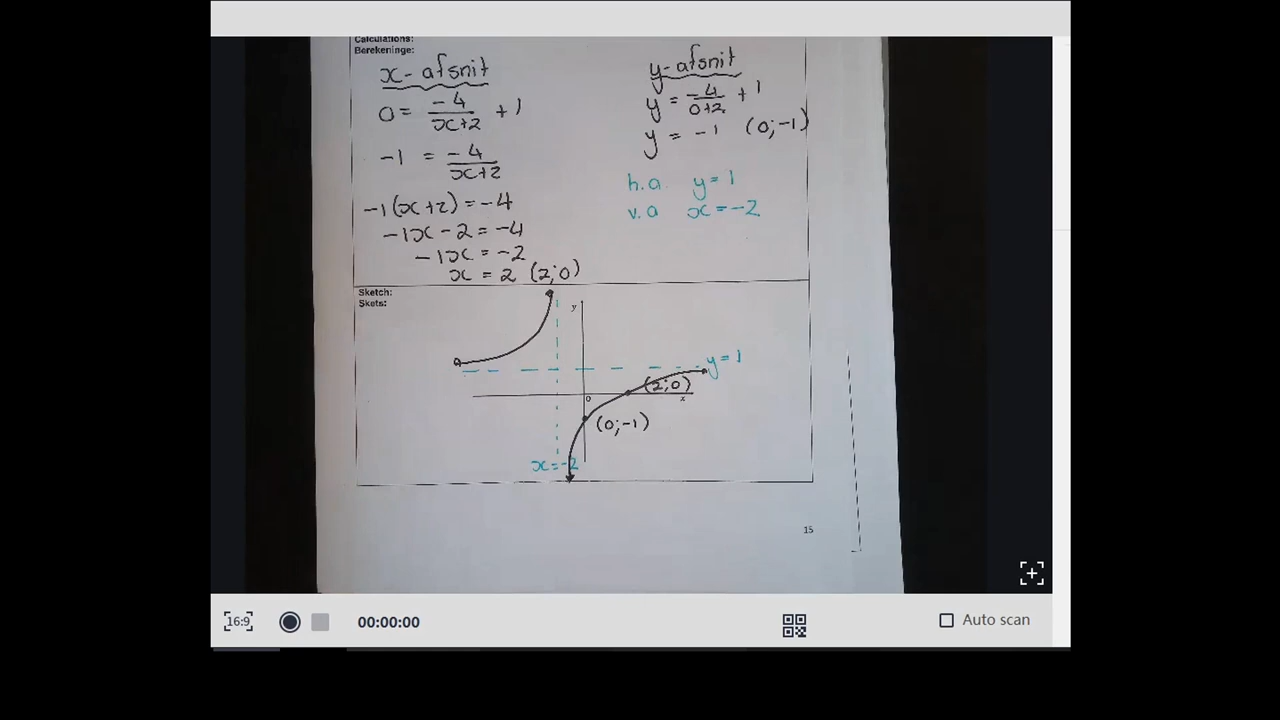 Calculations:
Berekeninge:
x-afsnit
0 = -4/(x+2) + 1
-1 = -4/(x+2)
-1(x+2) = -4
-1x - 2 = -4
-1x = -2
x = 2 (2;0)
y-afsnit
y = -4/(0+2) + 1
y = -1 (0;-1)
h.a y = 1
v.a x = -2
Sketch:
Skets:
y
y = 1
(2;0)
0
x
(0;-1)
x = -2
15
16:9
00:00:00
Auto scan